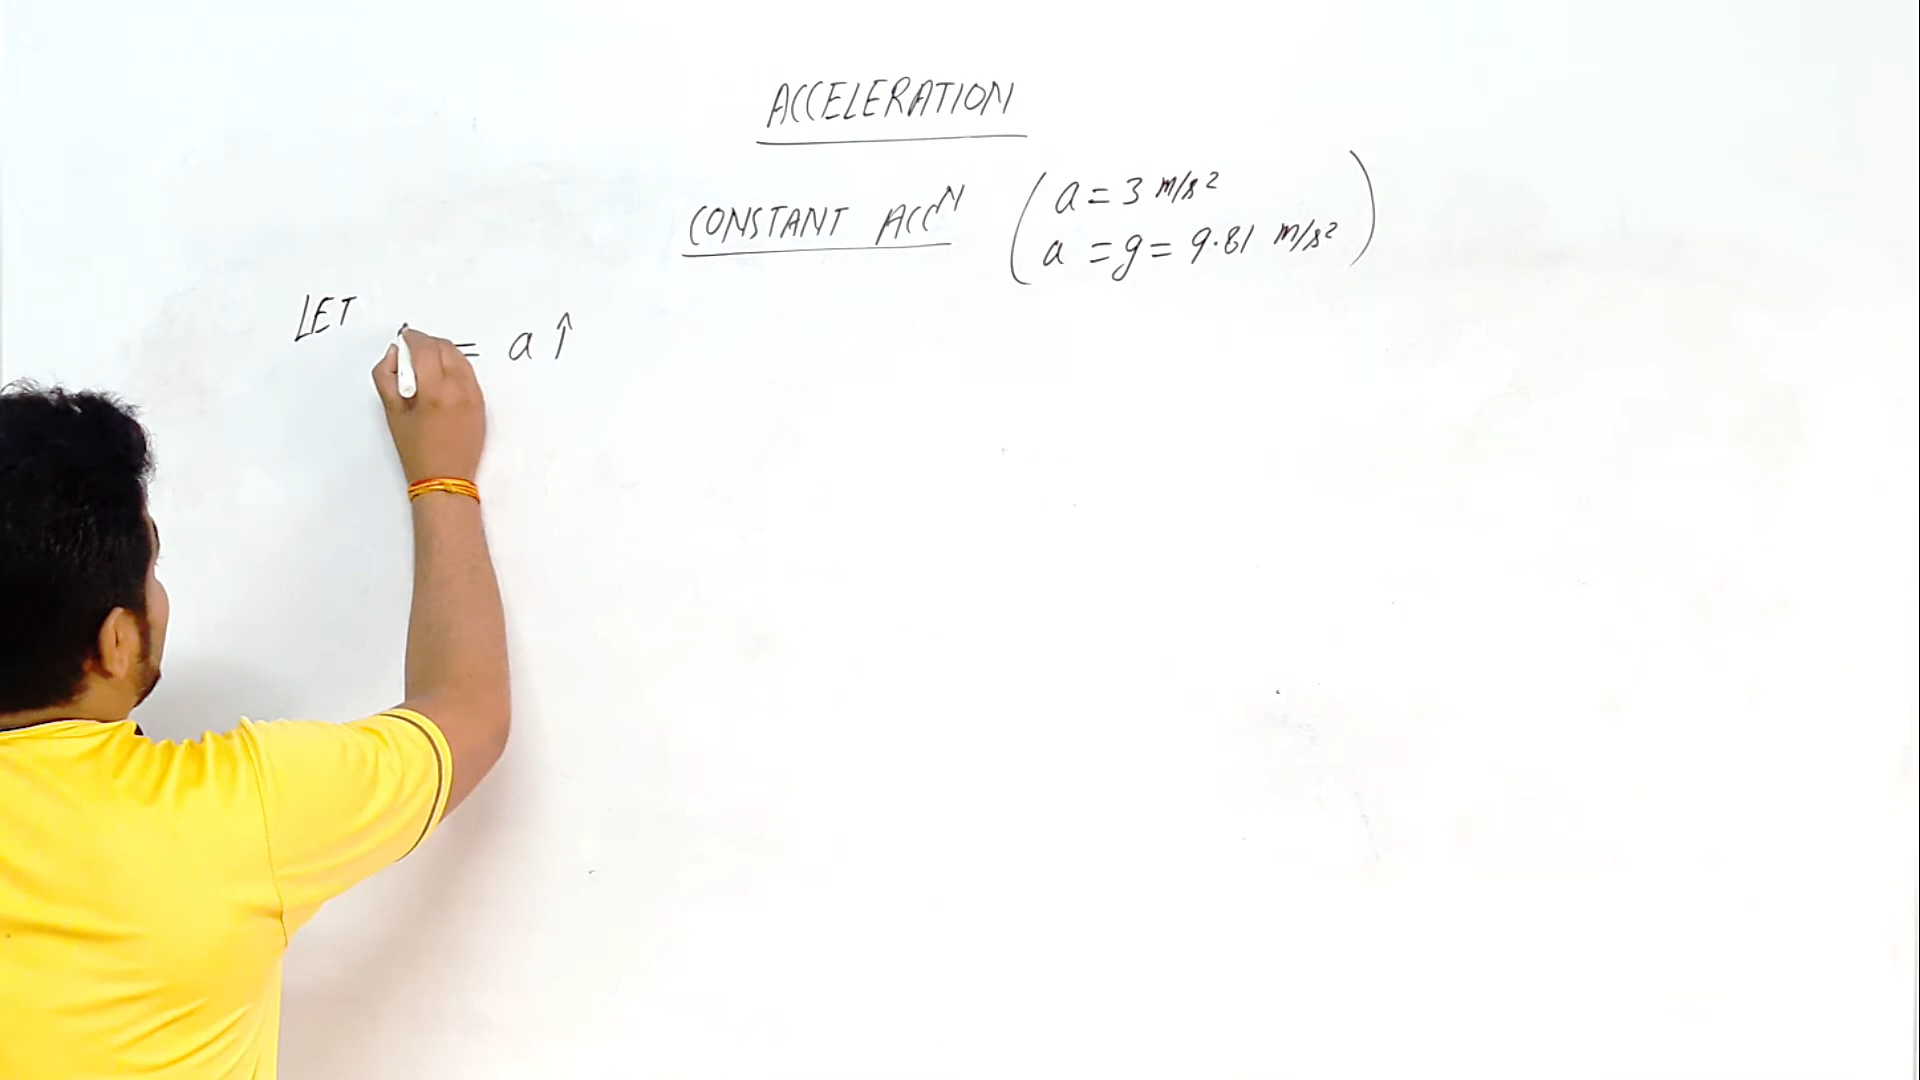 ACCELERATION
CONSTANT ACCᴺ
a = 3 m/s²
a = g = 9.81 m/s²
LET
= a ↑